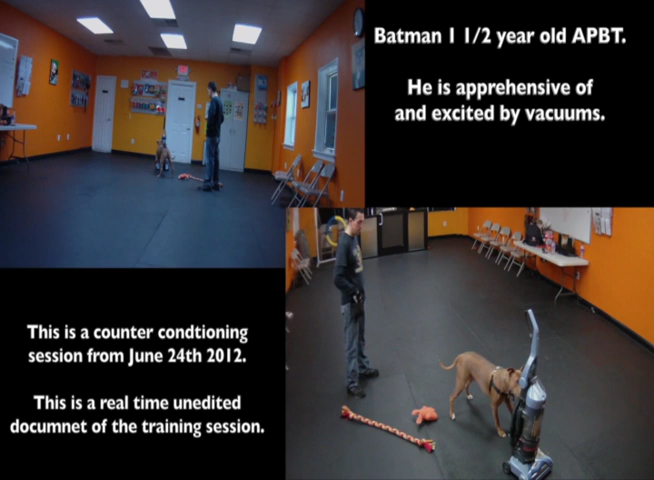 Batman 1 1/2 year old APBT.
He is apprehensive of
and excited by vacuums.
This is a counter condtioning
session from June 24th 2012.
This is a real time unedited
documnet of the training session.